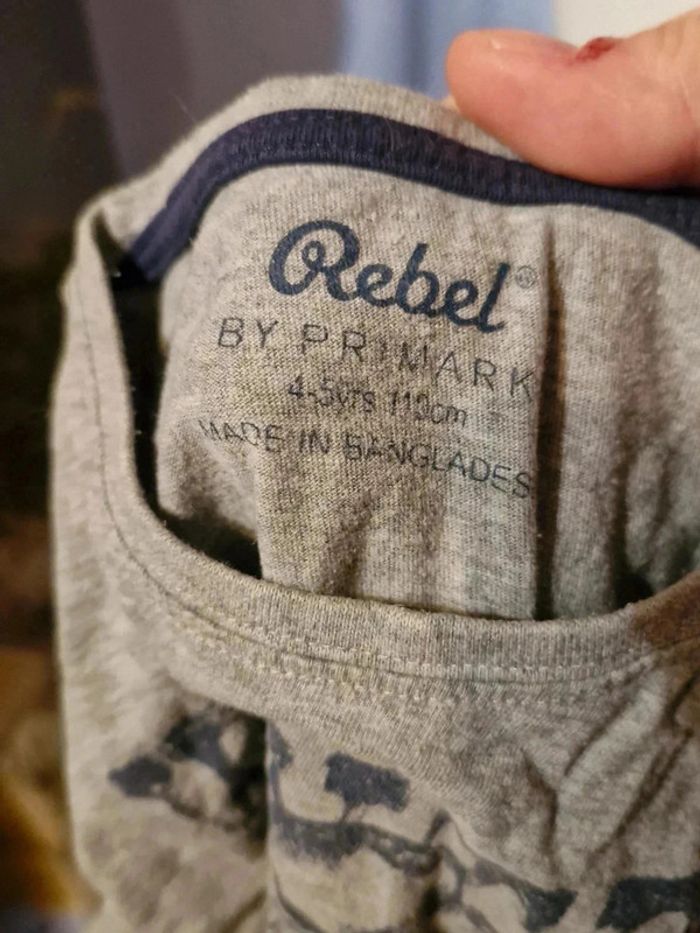 Rebel®
BY PRIMARK
4-5yrs 110cm
MADE IN BANGLADES